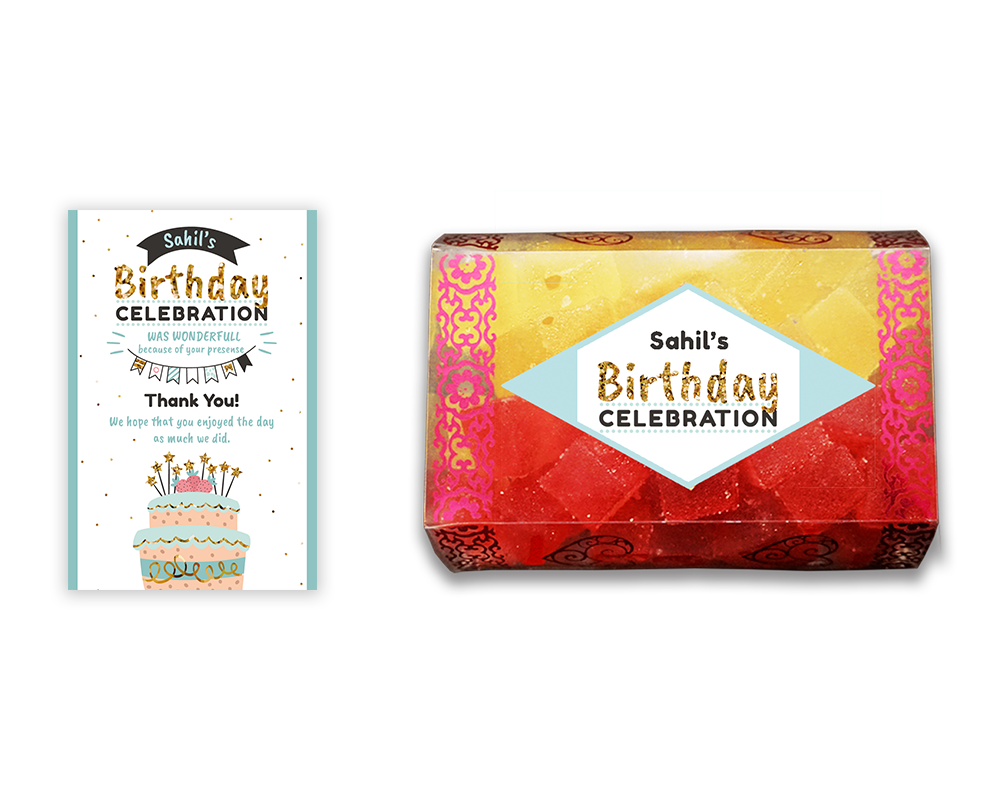 Sahil's
Birthday
CELEBRATION
WAS WONDERFULL
because of your presense
Thank You!
We hope that you enjoyed the day
as much we did.
Sahil's
Birthday
CELEBRATION